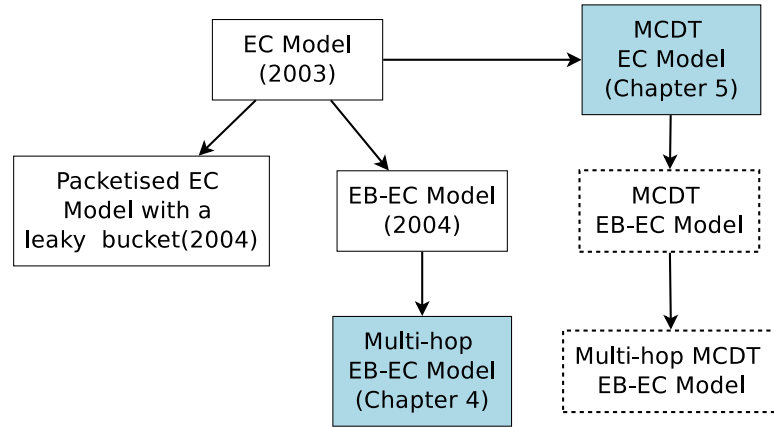 EC Model
(2003)
MCDT
EC Model
(Chapter 5)
Packetised EC
Model with a
leaky bucket(2004)
EB-EC Model
(2004)
MCDT
EB-EC Model
Multi-hop
EB-EC Model
(Chapter 4)
Multi-hop MCDT
EB-EC Model